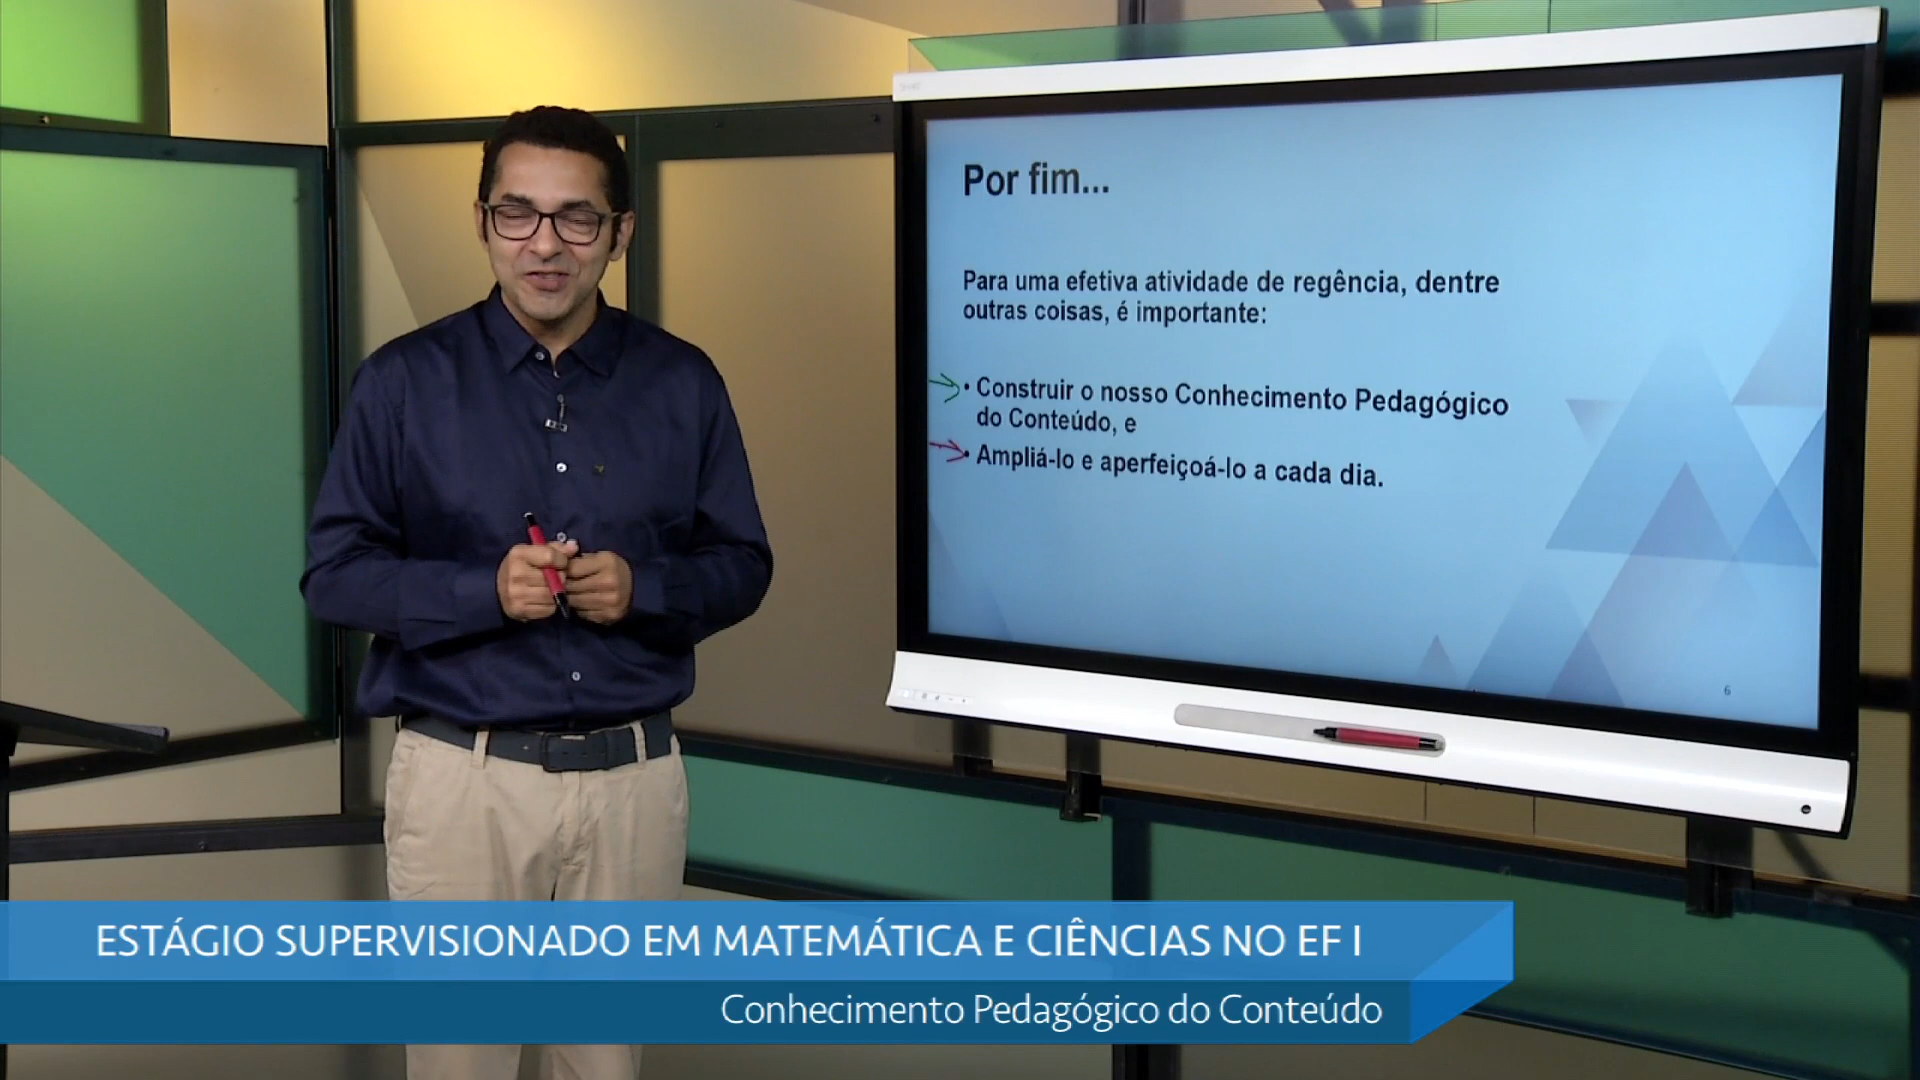 Por fim...
Para uma efetiva atividade de regência, dentre
outras coisas, é importante:
• Construir o nosso Conhecimento Pedagógico
do Conteúdo, e
• Ampliá-lo e aperfeiçoá-lo a cada dia.
6
ESTÁGIO SUPERVISIONADO EM MATEMÁTICA E CIÊNCIAS NO EF I
Conhecimento Pedagógico do Conteúdo